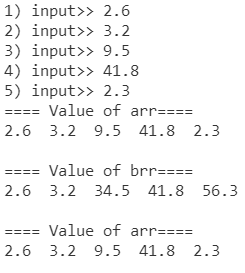 1) input>> 2.6
2) input>> 3.2
3) input>> 9.5
4) input>> 41.8
5) input>> 2.3
==== Value of arr====
2.6  3.2  9.5  41.8  2.3
==== Value of brr====
2.6  3.2  34.5  41.8  56.3
==== Value of arr====
2.6  3.2  9.5  41.8  2.3